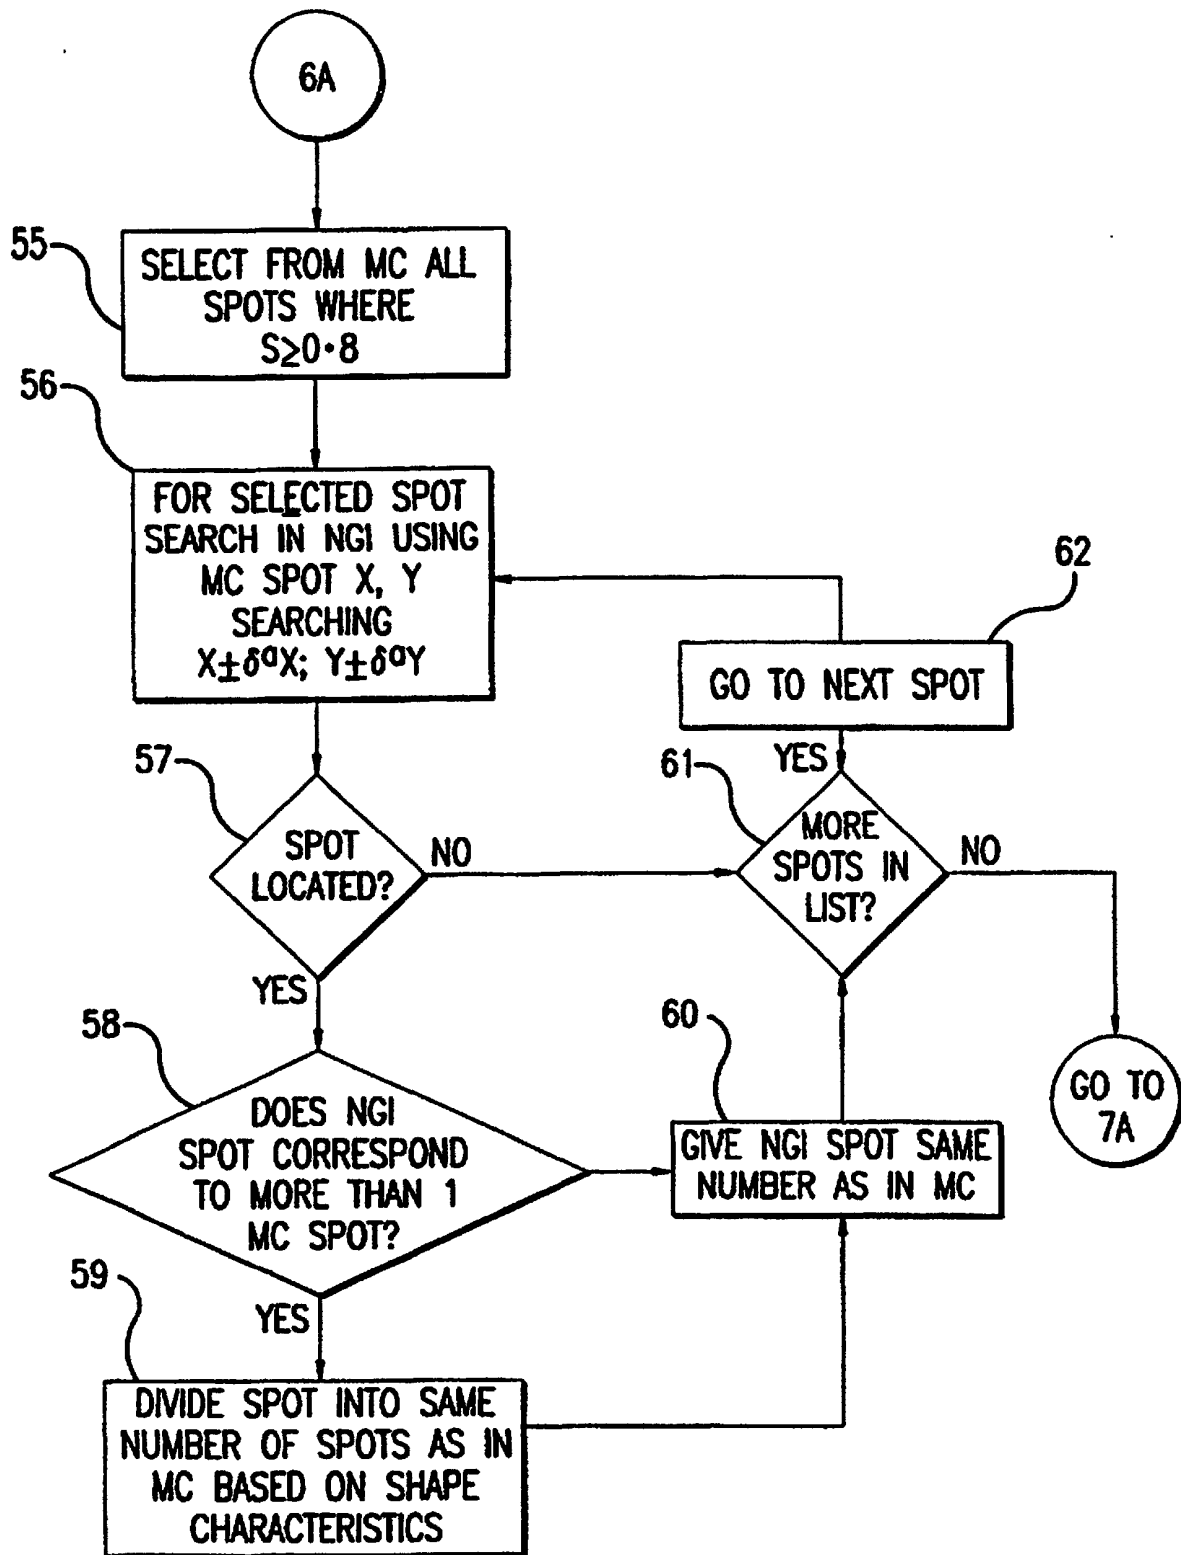 6A
55
SELECT FROM MC ALL
SPOTS WHERE
S≥0·8
56
FOR SELECTED SPOT
SEARCH IN NGI USING
MC SPOT X, Y
SEARCHING
X±δᵅX; Y±δᵅY
62
GO TO NEXT SPOT
57
SPOT
LOCATED?
NO
YES
61
YES
MORE
SPOTS IN
LIST?
NO
58
DOES NGI
SPOT CORRESPOND
TO MORE THAN 1
MC SPOT?
YES
60
GIVE NGI SPOT SAME
NUMBER AS IN MC
GO TO
7A
59
DIVIDE SPOT INTO SAME
NUMBER OF SPOTS AS IN
MC BASED ON SHAPE
CHARACTERISTICS